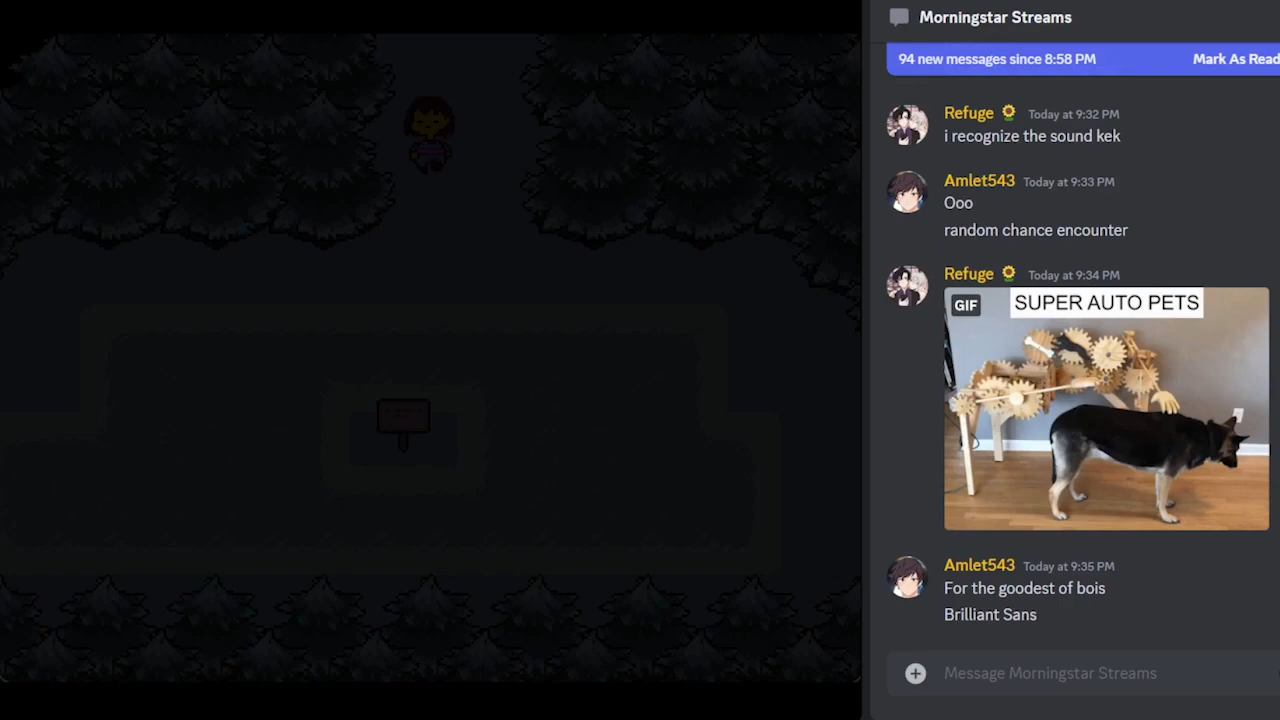 Morningstar Streams
94 new messages since 8:58 PM
Mark As Read
Refuge Today at 9:32 PM
i recognize the sound kek
Amlet543 Today at 9:33 PM
Ooo
random chance encounter
Refuge Today at 9:34 PM
GIF
SUPER AUTO PETS
Amlet543 Today at 9:35 PM
For the goodest of bois
Brilliant Sans
Message Morningstar Streams